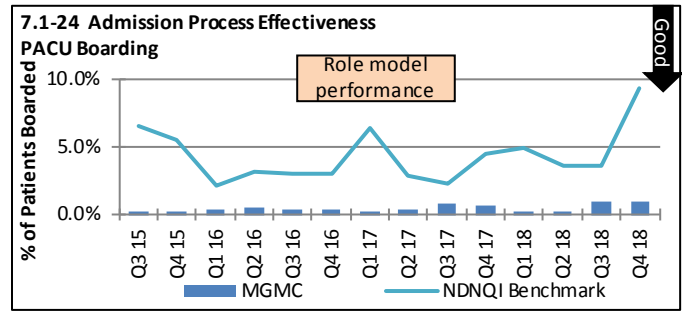 7.1-24 Admission Process Effectiveness
PACU Boarding
Good
Role model
performance
% of Patients Boarded
10.0%
5.0%
0.0%
Q3 15
Q4 15
Q1 16
Q2 16
Q3 16
Q4 16
Q1 17
Q2 17
Q3 17
Q4 17
Q1 18
Q2 18
Q3 18
Q4 18
MGMC
NDNQI Benchmark